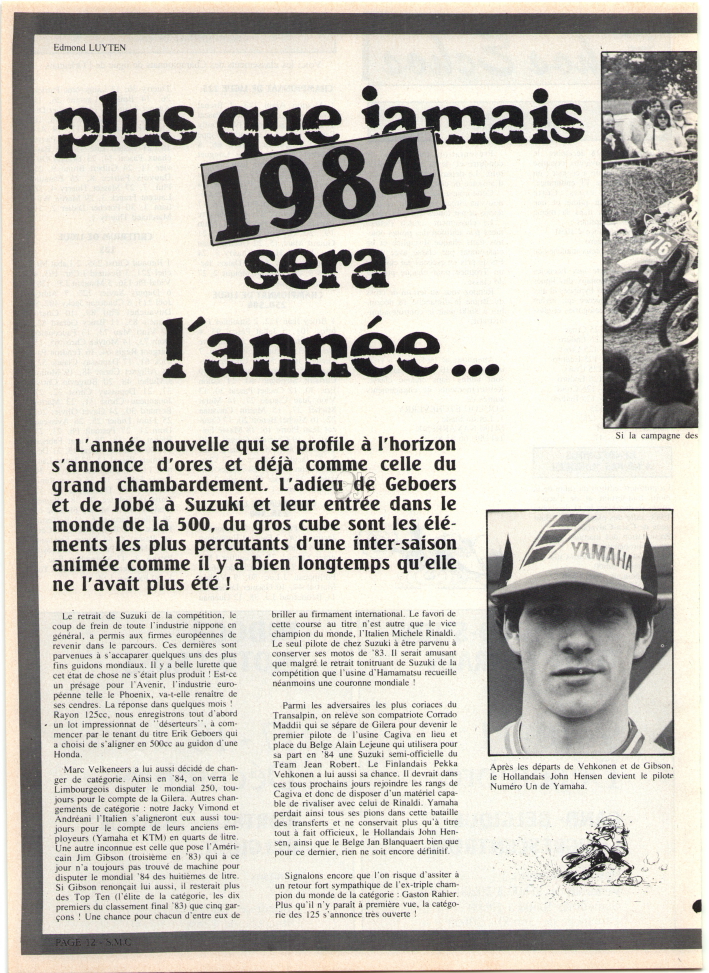 Edmond LUYTEN
plus que jamais
1984
sera
l'année...
L'année nouvelle qui se profile à l'horizon
s'annonce d'ores et déjà comme celle du
grand chambardement. L'adieu de Geboers
et de Jobé à Suzuki et leur entrée dans le
monde de la 500, du gros cube sont les élé-
ments les plus percutants d'une inter-saison
animée comme il y a bien longtemps qu'elle
ne l'avait plus été !
Le retrait de Suzuki de la compétition, le
coup de frein de toute l'industrie nippone en
général, a permis aux firmes européennes de
revenir dans le parcours. Ces dernières sont
parvenues à s'accaparer quelques uns des plus
fins guidons mondiaux. Il y a belle lurette que
cet état de chose ne s'était plus produit ! Est-ce
un présage pour l'Avenir, l'industrie euro-
péenne telle le Phoenix, va-t-elle renaître de
ses cendres. La réponse dans quelques mois !
Rayon 125cc, nous enregistrons tout d'abord
un lot impressionnat de ''déserteurs'', à com-
mencer par le tenant du titre Erik Geboers qui
a choisi de s'aligner en 500cc au guidon d'une
Honda.
Marc Velkeneers a lui aussi décidé de chan-
ger de catégorie. Ainsi en '84, on verra le
Limbourgeois disputer le mondial 250, tou-
jours pour le compte de la Gilera. Autres chan-
gements de catégorie : notre Jacky Vimond et
Andréani l'Italien s'aligneront eux aussi tou-
jours pour le compte de leurs anciens em-
ployeurs (Yamaha et KTM) en quarts de litre.
Une autre inconnue est celle que pose l'Améri-
cain Jim Gibson (troisième en '83) qui à ce
jour n'a toujours pas trouvé de machine pour
disputer le mondial '84 des huitièmes de litre.
Si Gibson renonçait lui aussi, il resterait plus
des Top Ten (l'élite de la catégorie, les dix
premiers du classement final '83) que cinq gar-
çons ! Une chance pour chacun d'entre eux de
briller au firmament international. Le favori de
cette course au titre n'est autre que le vice
champion du monde, l'Italien Michele Rinaldi.
Le seul pilote de chez Suzuki à être parvenu à
conserver ses motos de '83. Il serait amusant
que malgré le retrait tonitruant de Suzuki de la
compétition que l'usine d'Hamamatsu recueille
néanmoins une couronne mondiale !
Parmi les adversaires les plus coriaces du
Transalpin, on relève son compatriote Corrado
Maddii qui se sépare de Gilera pour devenir le
premier pilote de l'usine Cagiva en lieu et
place du Belge Alain Lejeune qui utilisera pour
sa part en '84 une Suzuki semi-officielle du
Team Jean Robert. Le Finlandais Pekka
Vehkonen a lui aussi sa chance. Il devrait dans
ces tous prochains jours rejoindre les rangs de
Cagiva et donc de disposer d'un matériel capa-
ble de rivaliser avec celui de Rinaldi. Yamaha
perdait ainsi tous ses pions dans cette bataille
des transferts et ne conservait plus qu'à titre
tout à fait officieux, le Hollandais John Hen-
sen, ainsi que le Belge Jan Blanquaert bien que
pour ce dernier, rien ne soit encore définitif.
Signalons encore que l'on risque d'assiter à
un retour fort sympathique de l'ex-triple cham-
pion du monde de la catégorie : Gaston Rahier.
Plus qu'il n'y paraît à première vue, la catégo-
rie des 125 s'annonce très ouverte !
76
Si la campagne des
YAMAHA
Après les départs de Vehkonen et de Gibson,
le Hollandais John Hensen devient le pilote
Numéro Un de Yamaha.
PAGE 12 - S.M.C